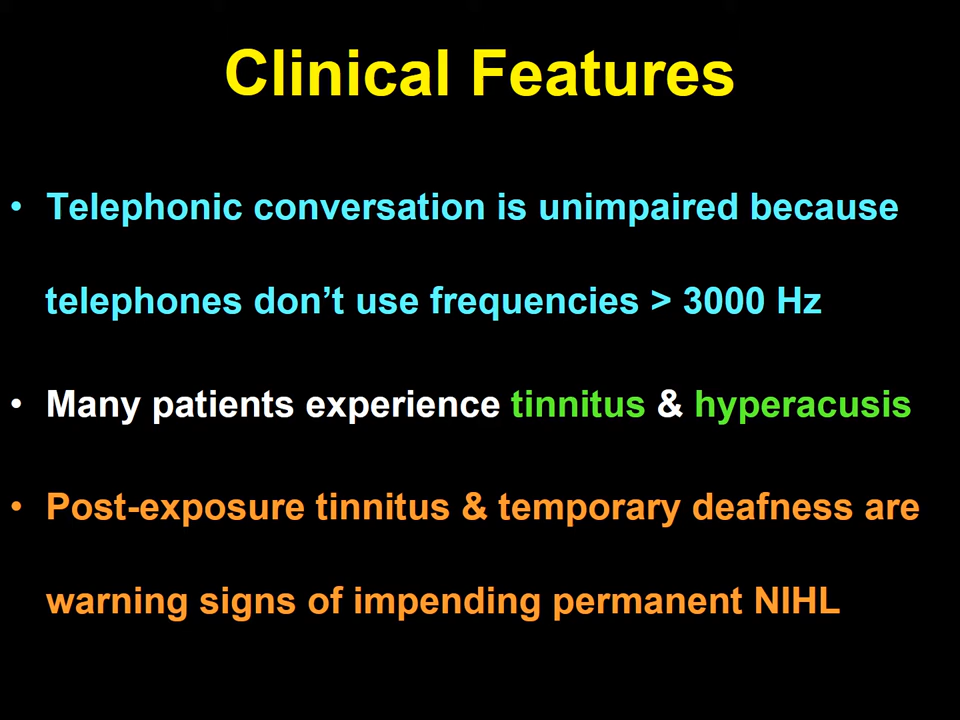 Clinical Features
• Telephonic conversation is unimpaired because
telephones don’t use frequencies > 3000 Hz
• Many patients experience tinnitus & hyperacusis
• Post-exposure tinnitus & temporary deafness are
warning signs of impending permanent NIHL